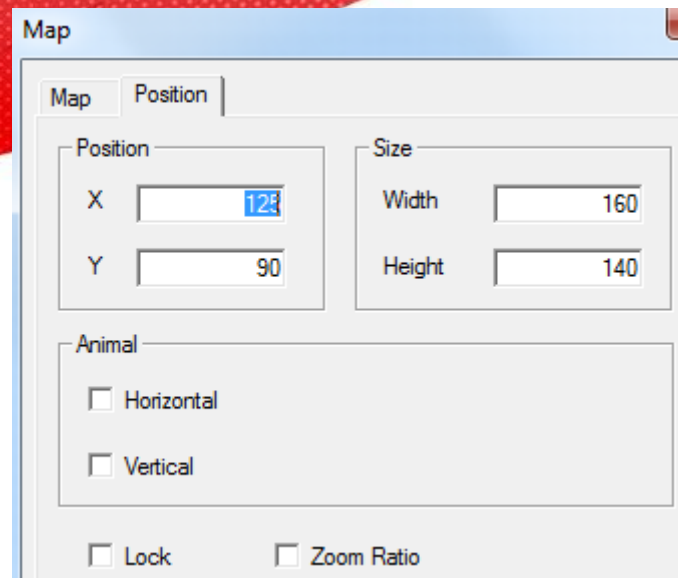 Map
Map Position
Position Size
X 125 Width 160
Y 90 Height 140
Animal
Horizontal
Vertical
Lock Zoom Ratio